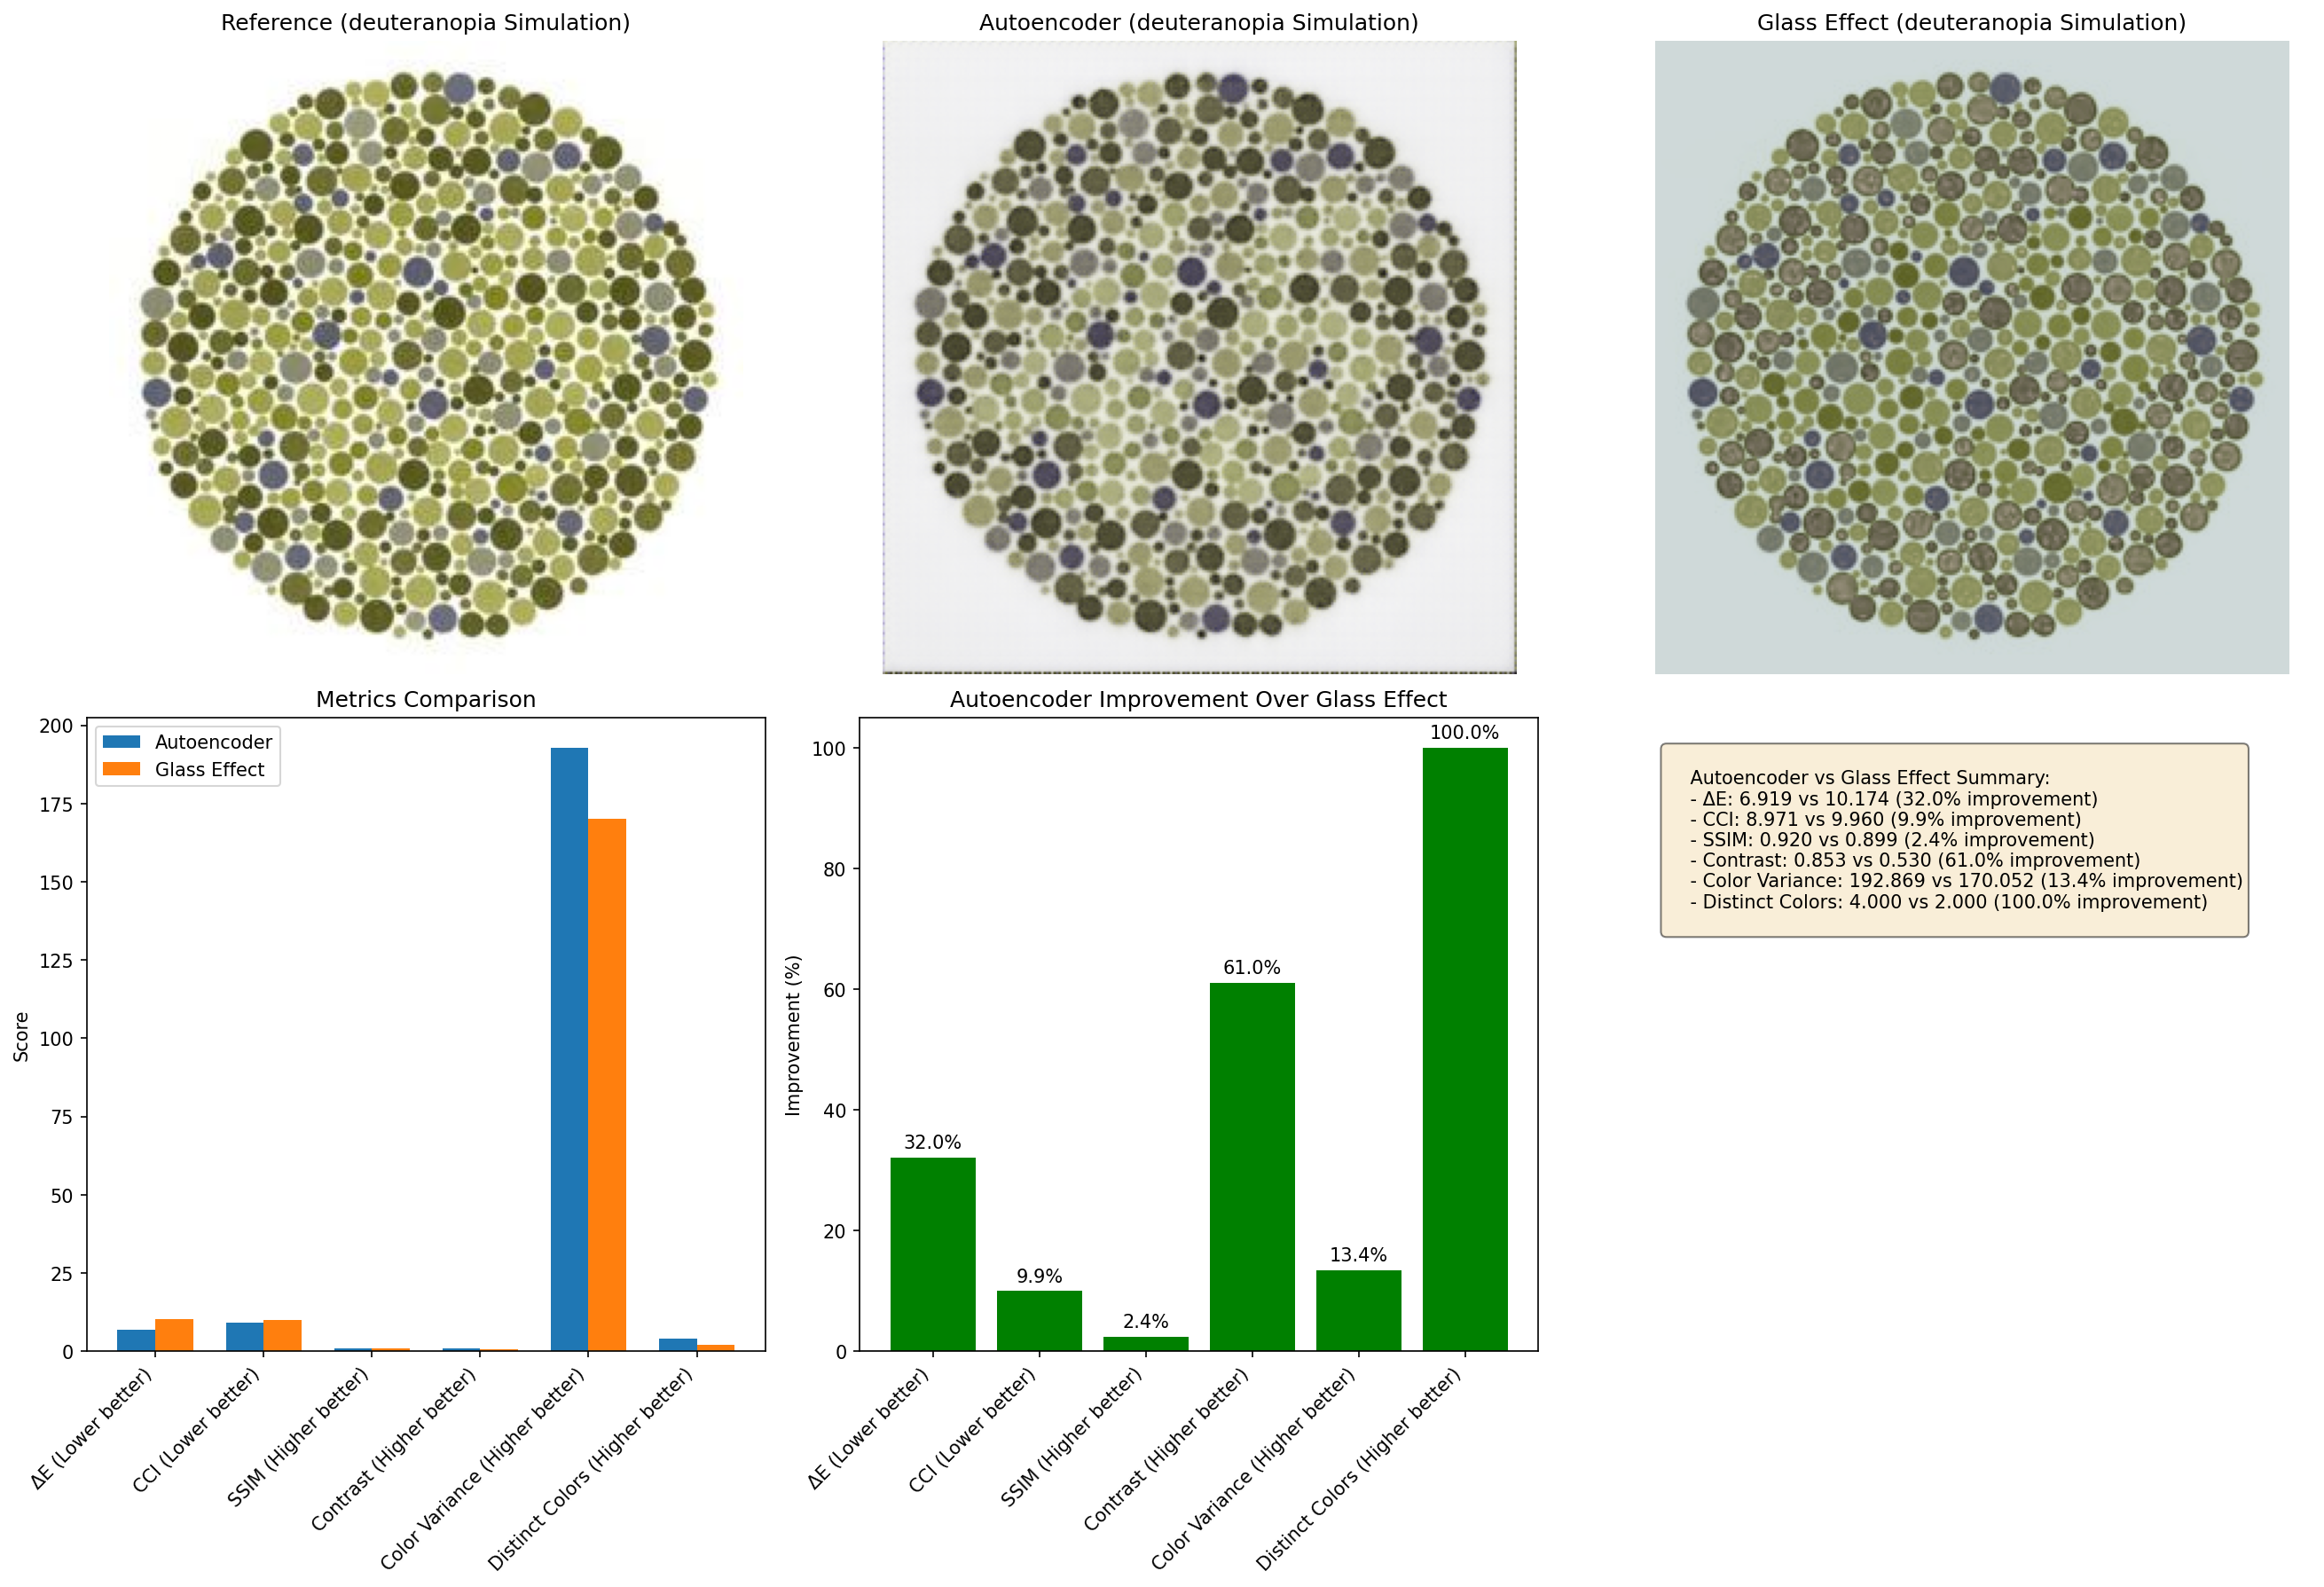 Reference (deuteranopia Simulation)
Autoencoder (deuteranopia Simulation)
Glass Effect (deuteranopia Simulation)
Metrics Comparison
Autoencoder
Glass Effect
Score
200
175
150
125
100
75
50
25
0
ΔE (Lower better)
CCI (Lower better)
SSIM (Higher better)
Contrast (Higher better)
Color Variance (Higher better)
Distinct Colors (Higher better)
Autoencoder Improvement Over Glass Effect
Improvement (%)
100
80
60
40
20
0
32.0%
9.9%
2.4%
61.0%
13.4%
100.0%
ΔE (Lower better)
CCI (Lower better)
SSIM (Higher better)
Contrast (Higher better)
Color Variance (Higher better)
Distinct Colors (Higher better)
Autoencoder vs Glass Effect Summary:
- ΔE: 6.919 vs 10.174 (32.0% improvement)
- CCI: 8.971 vs 9.960 (9.9% improvement)
- SSIM: 0.920 vs 0.899 (2.4% improvement)
- Contrast: 0.853 vs 0.530 (61.0% improvement)
- Color Variance: 192.869 vs 170.052 (13.4% improvement)
- Distinct Colors: 4.000 vs 2.000 (100.0% improvement)